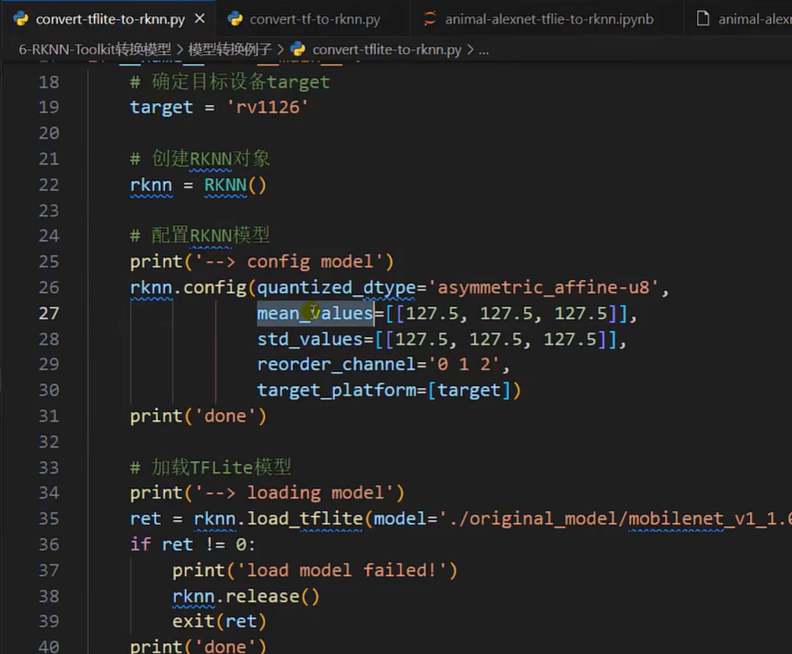 convert-tflite-to-rknn.py
convert-tf-to-rknn.py
animal-alexnet-tflie-to-rknn.ipynb
animal-alex
6-RKNN-Toolkit转换模型 > 模型转换例子 > convert-tflite-to-rknn.py > ...
18 # 确定目标设备target
19 target = 'rv1126'
20
21 # 创建RKNN对象
22 rknn = RKNN()
23
24 # 配置RKNN模型
25 print('--> config model')
26 rknn.config(quantized_dtype='asymmetric_affine-u8',
27 mean_values=[[127.5, 127.5, 127.5]],
28 std_values=[[127.5, 127.5, 127.5]],
29 reorder_channel='0 1 2',
30 target_platform=[target])
31 print('done')
32
33 # 加载TFLite模型
34 print('--> loading model')
35 ret = rknn.load_tflite(model='./original_model/mobilenet_v1_1.0
36 if ret != 0:
37 print('load model failed!')
38 rknn.release()
39 exit(ret)
40 print('done')